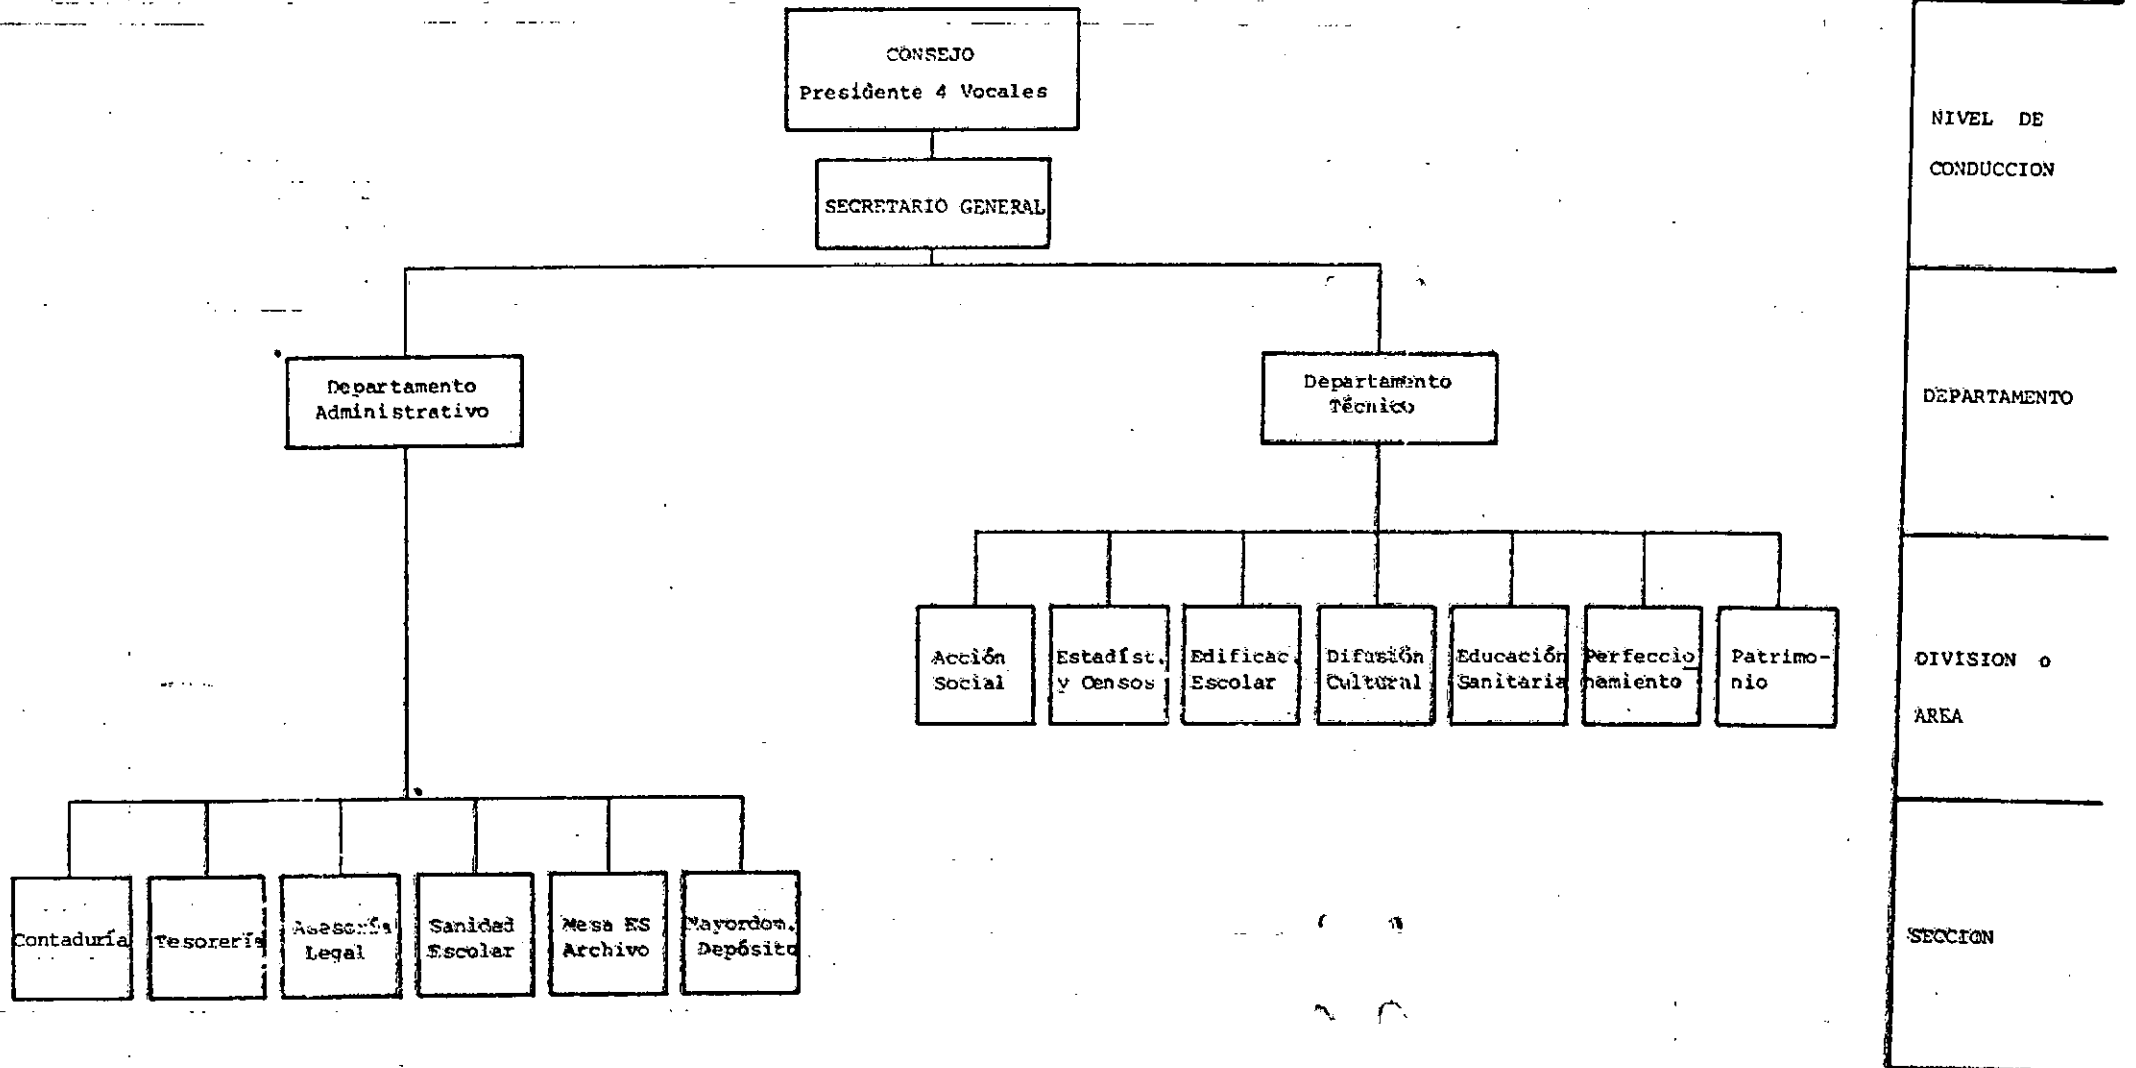 CONSEJO
Presidente 4 Vocales
SECRETARIO GENERAL
NIVEL DE
CONDUCCION
Departamento
Administrativo
Departamento
Técnico
DEPARTAMENTO
Acción
Social
Estadíst.
y Censos
Edificac.
Escolar
Difusión
Cultural
Educación
Sanitaria
Perfeccio
namiento
Patrimo-
nio
DIVISION o
AREA
Contaduría
Tesorería
Asesoría
Legal
Sanidad
Escolar
Mesa ES
Archivo
Mayordom.
Depósito
SECCION